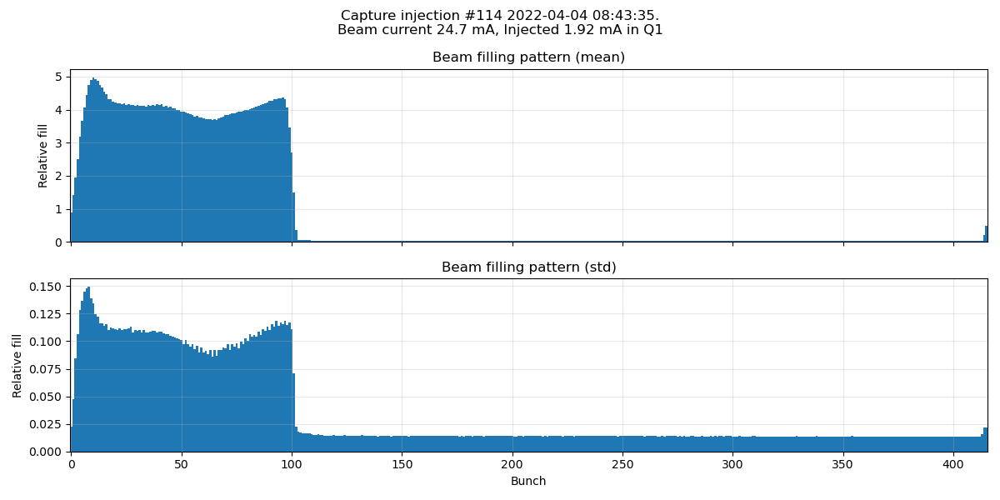 Capture injection #114 2022-04-04 08:43:35.
Beam current 24.7 mA, Injected 1.92 mA in Q1
Beam filling pattern (mean)
Relative fill
5
4
3
2
1
0
Beam filling pattern (std)
Relative fill
0.150
0.125
0.100
0.075
0.050
0.025
0.000
0 50 100 150 200 250 300 350 400
Bunch